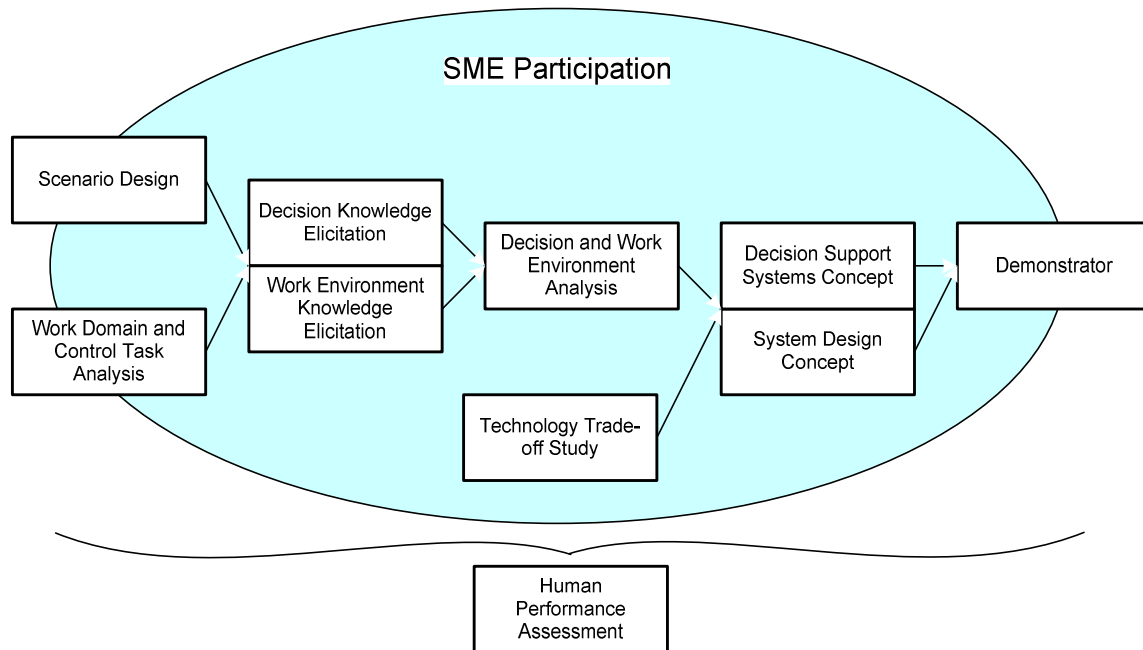 SME Participation
Scenario Design
Decision Knowledge
Elicitation
Work Environment
Knowledge
Elicitation
Work Domain and
Control Task
Analysis
Decision and Work
Environment
Analysis
Technology Trade-
off Study
Decision Support
Systems Concept
System Design
Concept
Demonstrator
Human
Performance
Assessment